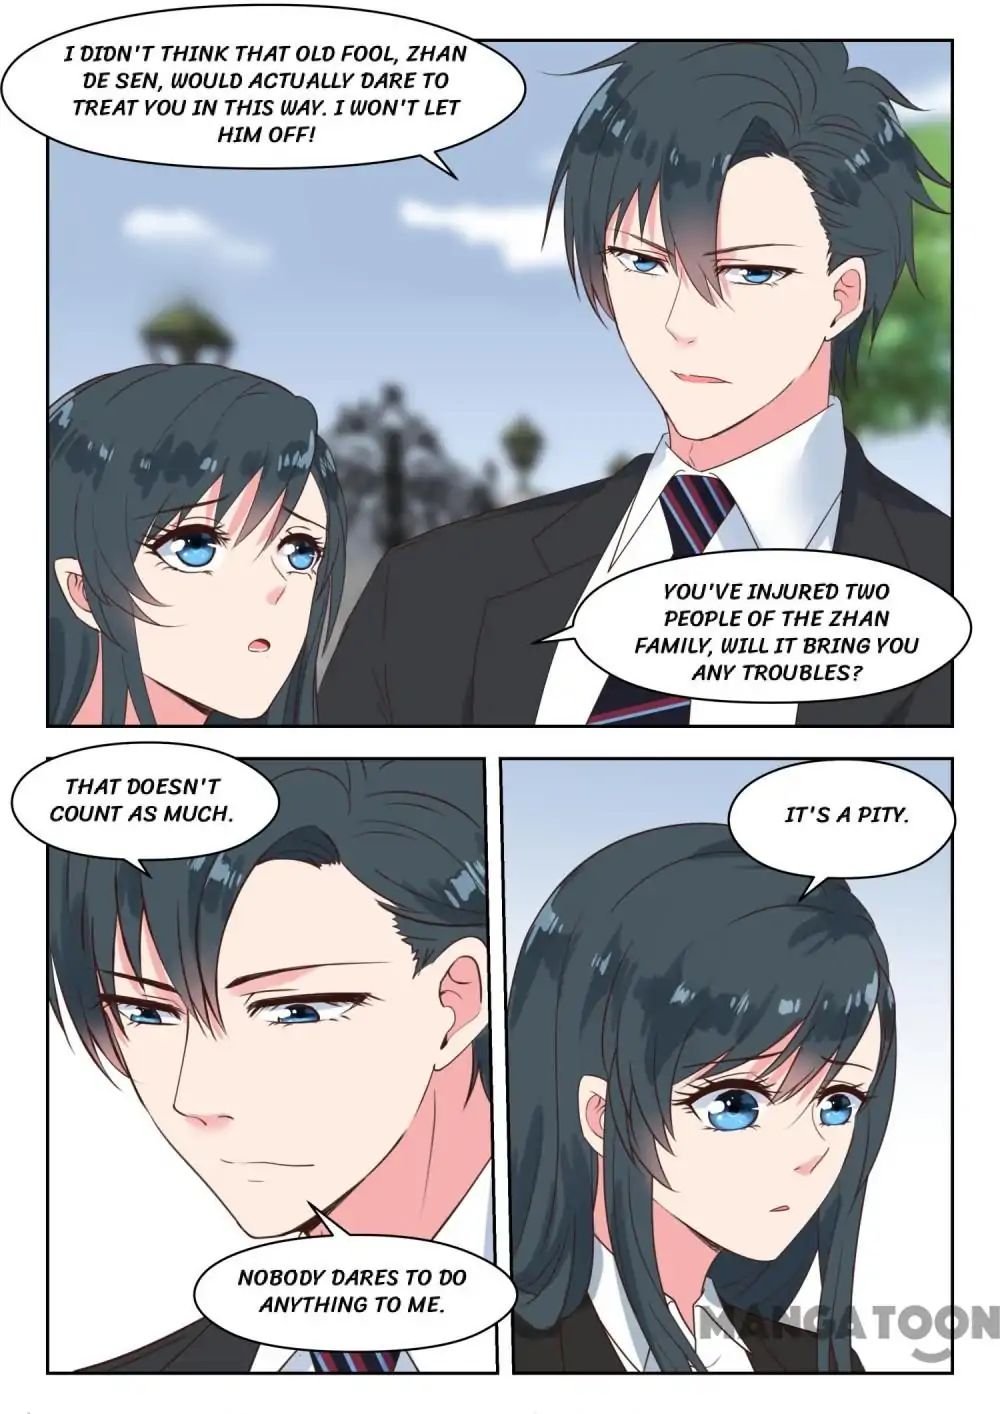 I DIDN'T THINK THAT OLD FOOL, ZHAN
DE SEN, WOULD ACTUALLY DARE TO
TREAT YOU IN THIS WAY. I WON'T LET
HIM OFF!
YOU'VE INJURED TWO
PEOPLE OF THE ZHAN
FAMILY, WILL IT BRING YOU
ANY TROUBLES?
THAT DOESN'T
COUNT AS MUCH.
NOBODY DARES TO DO
ANYTHING TO ME.
IT'S A PITY.
MANGATOON